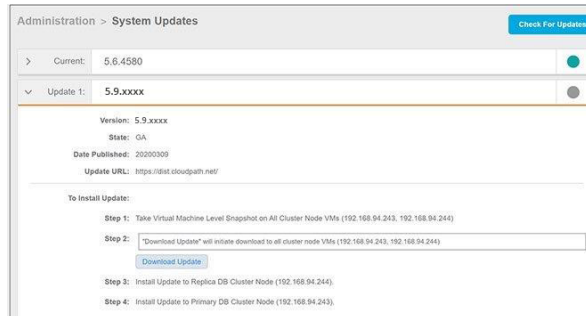 Administration > System Updates
Check For Updates
Current: 5.6.4580
Update 1: 5.9.xxxx
Version: 5.9.xxxx
State: GA
Date Published: 20200309
Update URL: https://dist.cloudpath.net/
To Install Update:
Step 1: Take Virtual Machine Level Snapshot on All Cluster Node VMs (192.168.94.243, 192.168.94.244)
Step 2: "Download Update" will initiate download to all cluster node VMs (192.168.94.243, 192.168.94.244)
Download Update
Step 3: Install Update to Replica DB Cluster Node (192.168.94.244).
Step 4: Install Update to Primary DB Cluster Node (192.168.94.243).